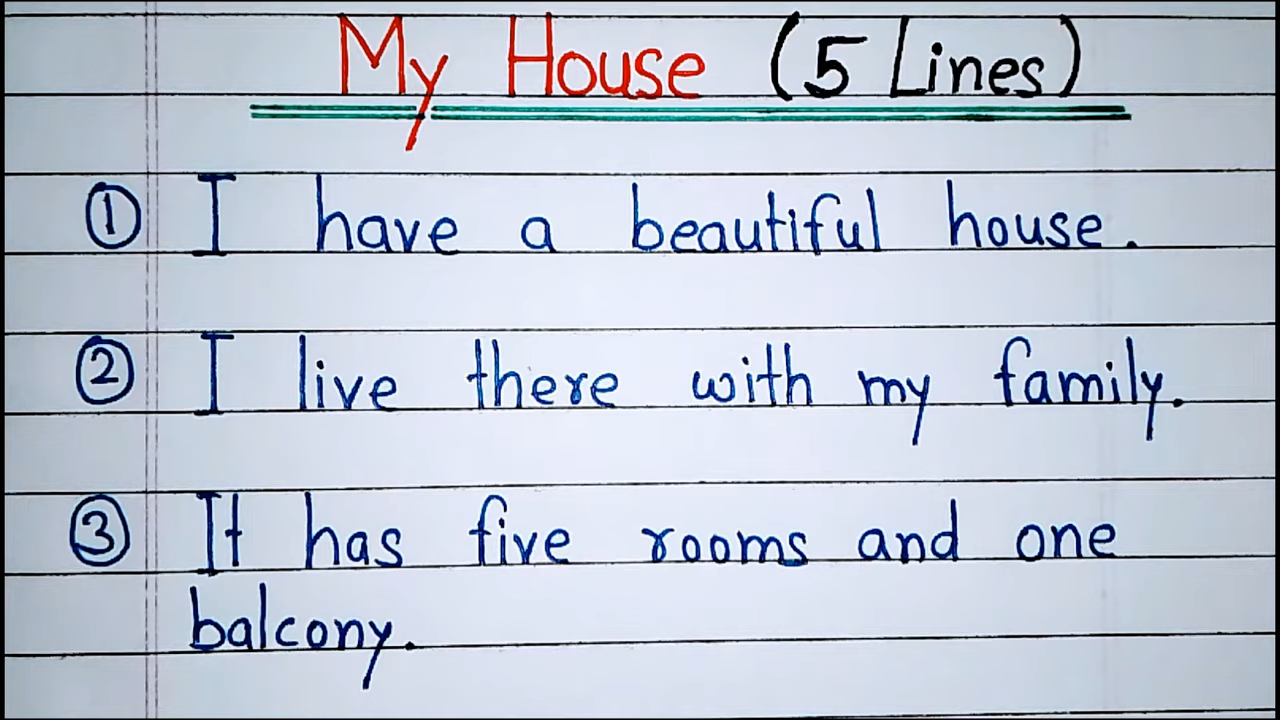 My House (5 Lines)
① I have a beautiful house.
② I live there with my family.
③ It has five rooms and one
balcony.